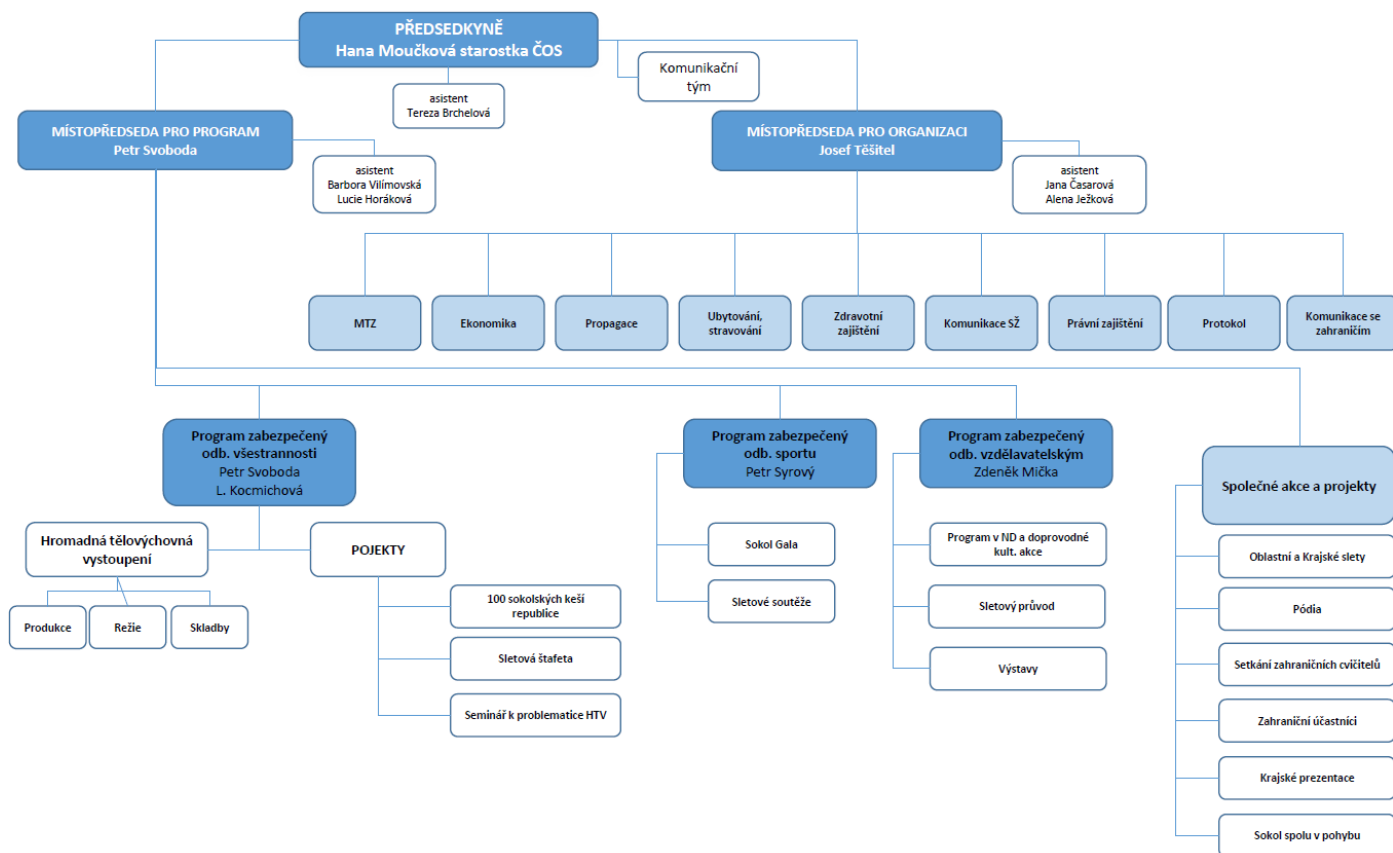 PŘEDSEDKYNĚ
Hana Moučková starostka ČOS
Komunikační
tým
asistent
Tereza Brchelová
MÍSTOPŘEDSEDA PRO PROGRAM
Petr Svoboda
MÍSTOPŘEDSEDA PRO ORGANIZACI
Josef Těšitel
asistent
Barbora Vilímovská
Lucie Horáková
asistent
Jana Časarová
Alena Ježková
MTZ
Ekonomika
Propagace
Ubytování,
stravování
Zdravotní
zajištění
Komunikace SŽ
Právní zajištění
Protokol
Komunikace se
zahraničím
Program zabezpečený
odb. všestrannosti
Petr Svoboda
L. Kocmichová
Program zabezpečený
odb. sportu
Petr Syrový
Program zabezpečený
odb. vzdělavatelským
Zdeněk Mička
Společné akce a projekty
Hromadná tělovýchovná
vystoupení
POJEKTY
Produkce
Režie
Skladby
100 sokolských keší
republice
Sletová štafeta
Seminář k problematice HTV
Sokol Gala
Sletové soutěže
Program v ND a doprovodné
kult. akce
Sletový průvod
Výstavy
Oblastní a Krajské slety
Pódia
Setkání zahraničních cvičitelů
Zahraniční účastníci
Krajské prezentace
Sokol spolu v pohybu